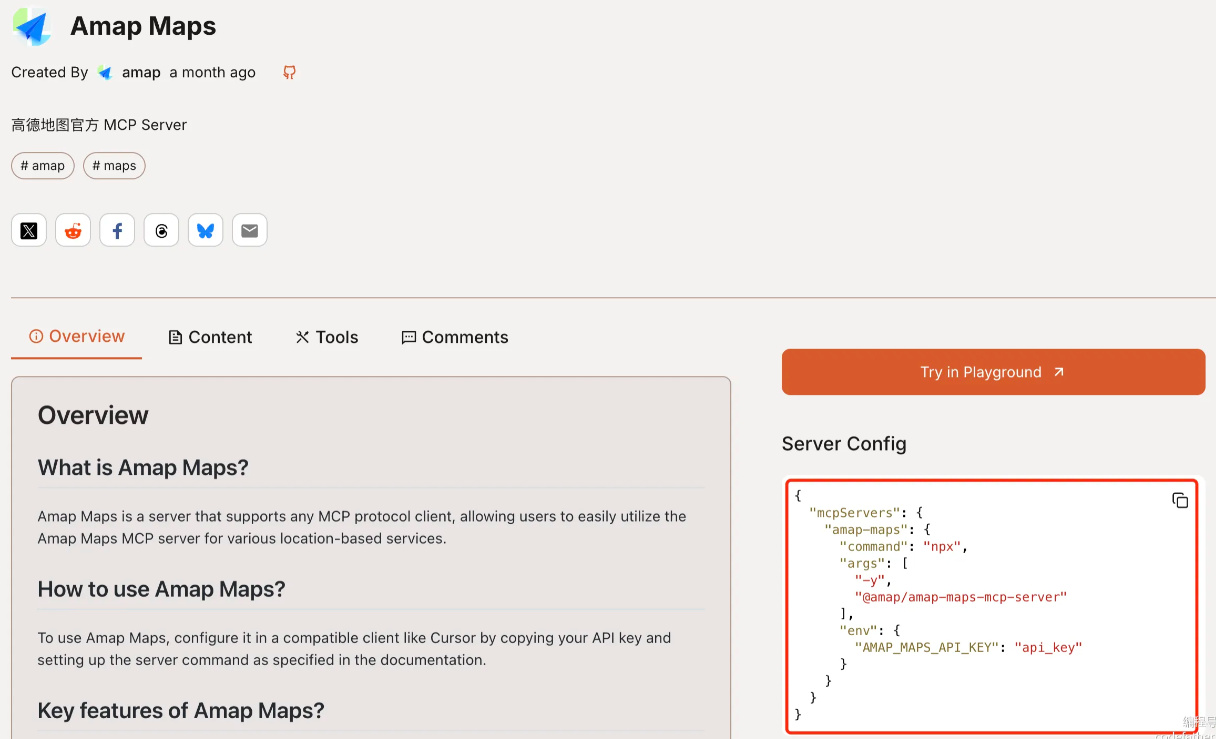 Amap Maps
Created By amap a month ago
高德地图官方 MCP Server
# amap
# maps
Overview
Content
Tools
Comments
Overview
What is Amap Maps?
Amap Maps is a server that supports any MCP protocol client, allowing users to easily utilize the
Amap Maps MCP server for various location-based services.
How to use Amap Maps?
To use Amap Maps, configure it in a compatible client like Cursor by copying your API key and
setting up the server command as specified in the documentation.
Key features of Amap Maps?
Try in Playground
Server Config
{
  "mcpServers": {
    "amap-maps": {
      "command": "npx",
      "args": [
        "-y",
        "@amap/amap-maps-mcp-server"
      ],
      "env": {
        "AMAP_MAPS_API_KEY": "api_key"
      }
    }
  }
}